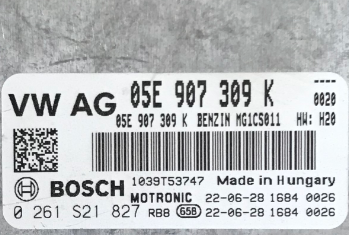 VW AG 05E 907 309 K 0020
05E 907 309 K BENZIN MG1CS011 HW: H20
BOSCH 1039T53747 Made in Hungary
MOTRONIC 22-06-28 1684 0026
0 261 S21 827 RBB 65B 22-06-28 1684 0026